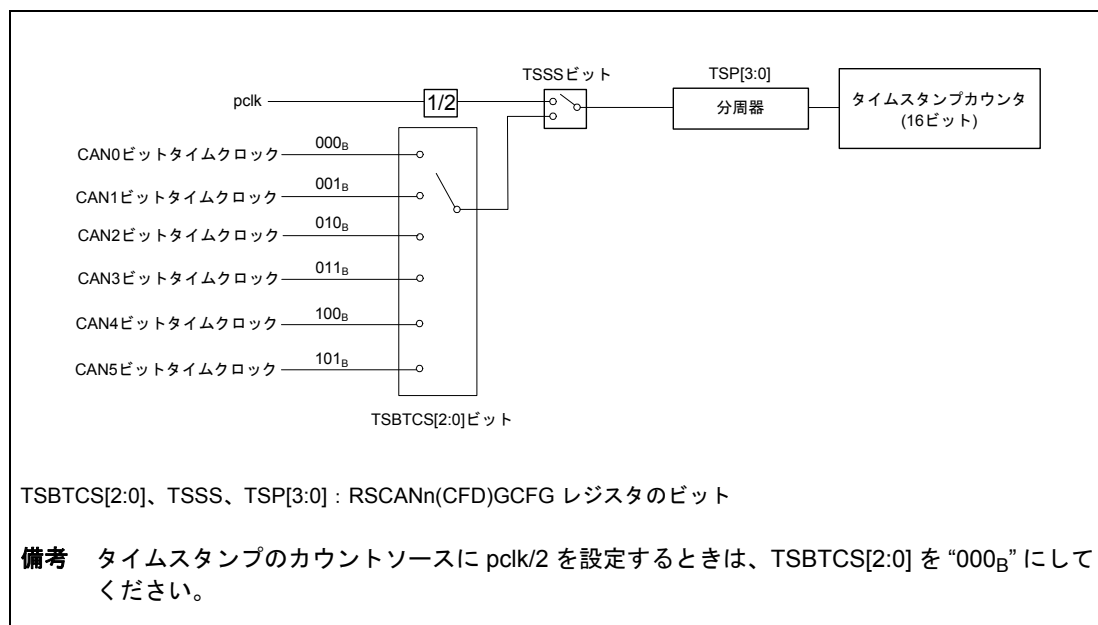 TSSSビット
TSP[3:0]
pclk
1/2
分周器
タイムスタンプカウンタ
(16ビット)
CAN0ビットタイムクロック 000B
CAN1ビットタイムクロック 001B
CAN2ビットタイムクロック 010B
CAN3ビットタイムクロック 011B
CAN4ビットタイムクロック 100B
CAN5ビットタイムクロック 101B
TSBTCS[2:0]ビット
TSBTCS[2:0]、TSSS、TSP[3:0]：RSCANn(CFD)GCFG レジスタのビット
備考 タイムスタンプのカウントソースに pclk/2 を設定するときは、TSBTCS[2:0] を “000B” にして
ください。